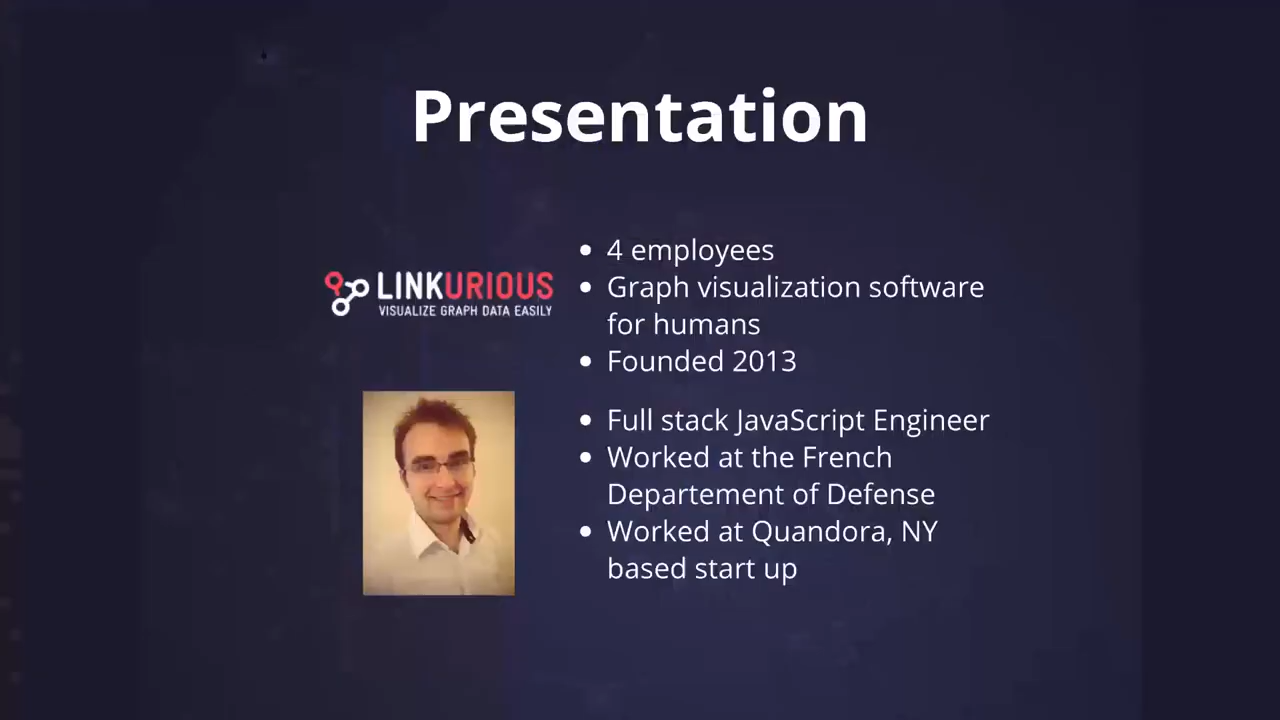 Presentation
LINKURIOUS
VISUALIZE GRAPH DATA EASILY
• 4 employees
• Graph visualization software
for humans
• Founded 2013
• Full stack JavaScript Engineer
• Worked at the French
Departement of Defense
• Worked at Quandora, NY
based start up